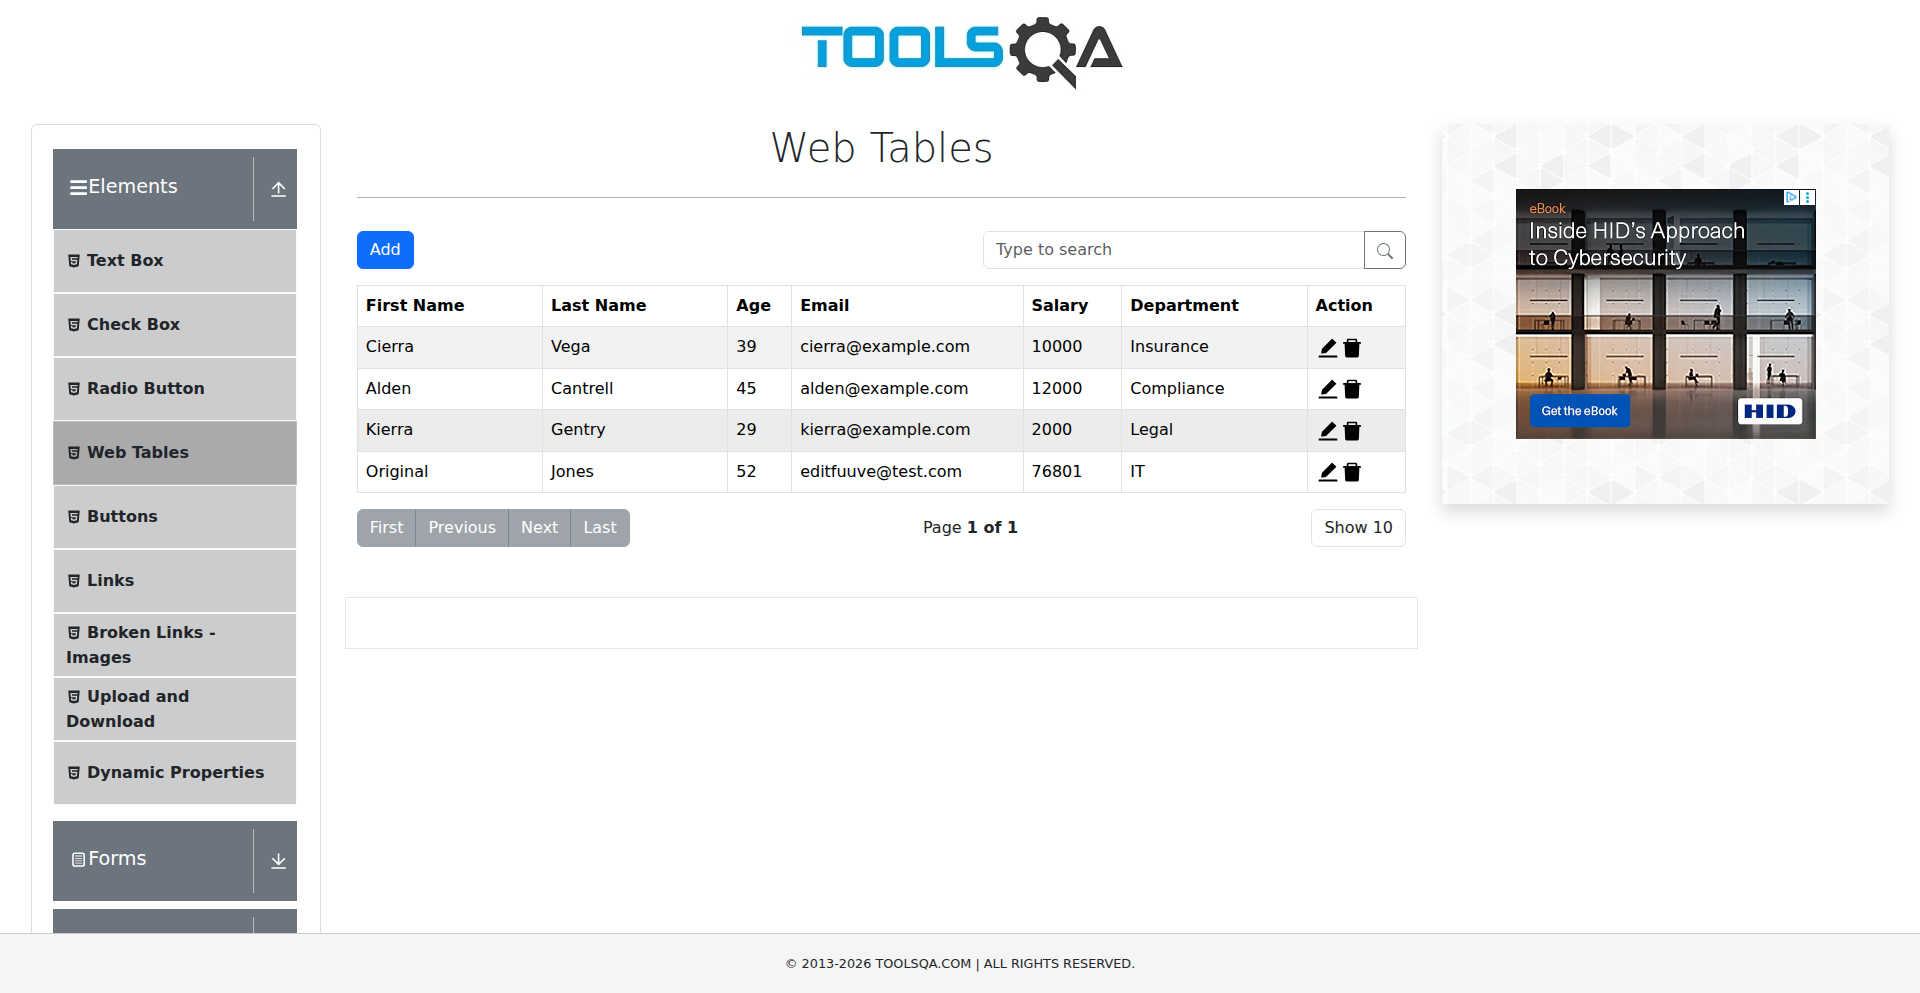 TOOLSQA
Elements
Text Box
Check Box
Radio Button
Web Tables
Buttons
Links
Broken Links -
Images
Upload and
Download
Dynamic Properties
Forms
Web Tables
Add
Type to search
First Name Last Name Age Email Salary Department Action
Cierra Vega 39 cierra@example.com 10000 Insurance
Alden Cantrell 45 alden@example.com 12000 Compliance
Kierra Gentry 29 kierra@example.com 2000 Legal
Original Jones 52 editfuuve@test.com 76801 IT
First Previous Next Last
Page 1 of 1
Show 10
eBook
Inside HID's Approach
to Cybersecurity
Get the eBook
HID
© 2013-2026 TOOLSQA.COM | ALL RIGHTS RESERVED.